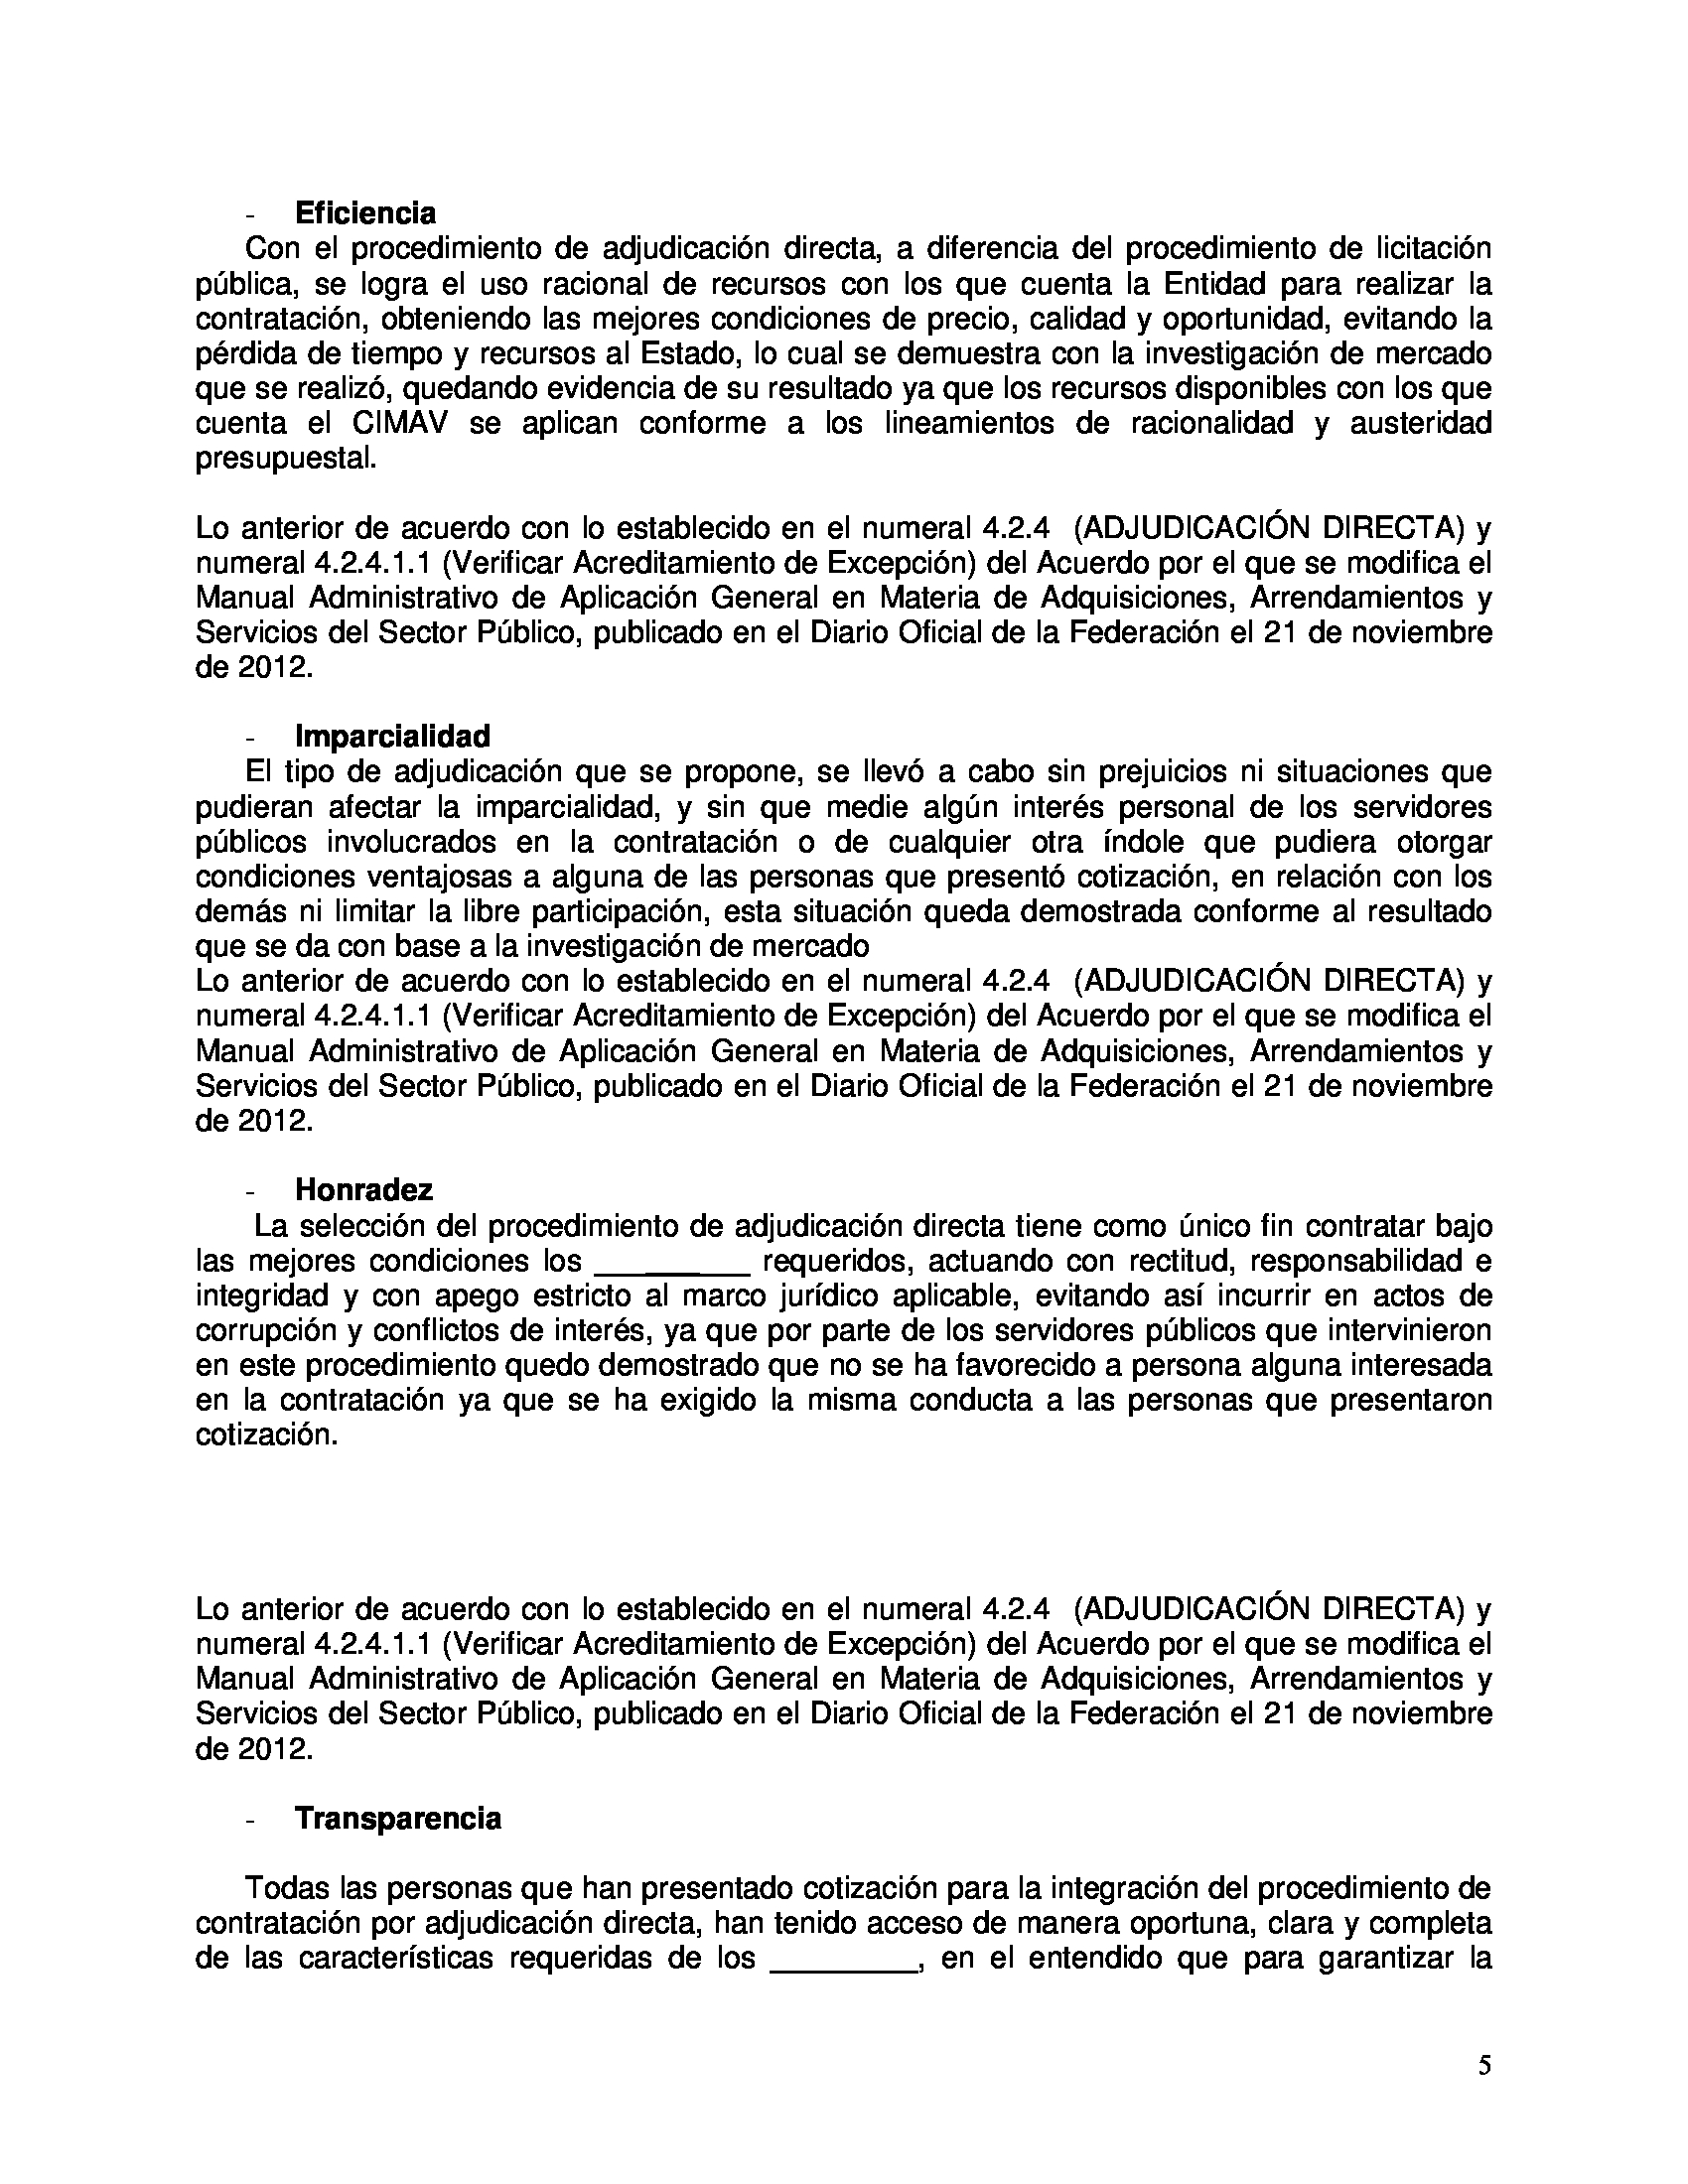 - Eficiencia
Con el procedimiento de adjudicación directa, a diferencia del procedimiento de licitación
pública, se logra el uso racional de recursos con los que cuenta la Entidad para realizar la
contratación, obteniendo las mejores condiciones de precio, calidad y oportunidad, evitando la
pérdida de tiempo y recursos al Estado, lo cual se demuestra con la investigación de mercado
que se realizó, quedando evidencia de su resultado ya que los recursos disponibles con los que
cuenta el CIMAV se aplican conforme a los lineamientos de racionalidad y austeridad
presupuestal.
Lo anterior de acuerdo con lo establecido en el numeral 4.2.4 (ADJUDICACIÓN DIRECTA) y
numeral 4.2.4.1.1 (Verificar Acreditamiento de Excepción) del Acuerdo por el que se modifica el
Manual Administrativo de Aplicación General en Materia de Adquisiciones, Arrendamientos y
Servicios del Sector Público, publicado en el Diario Oficial de la Federación el 21 de noviembre
de 2012.
- Imparcialidad
El tipo de adjudicación que se propone, se llevó a cabo sin prejuicios ni situaciones que
pudieran afectar la imparcialidad, y sin que medie algún interés personal de los servidores
públicos involucrados en la contratación o de cualquier otra índole que pudiera otorgar
condiciones ventajosas a alguna de las personas que presentó cotización, en relación con los
demás ni limitar la libre participación, esta situación queda demostrada conforme al resultado
que se da con base a la investigación de mercado
Lo anterior de acuerdo con lo establecido en el numeral 4.2.4 (ADJUDICACIÓN DIRECTA) y
numeral 4.2.4.1.1 (Verificar Acreditamiento de Excepción) del Acuerdo por el que se modifica el
Manual Administrativo de Aplicación General en Materia de Adquisiciones, Arrendamientos y
Servicios del Sector Público, publicado en el Diario Oficial de la Federación el 21 de noviembre
de 2012.
- Honradez
La selección del procedimiento de adjudicación directa tiene como único fin contratar bajo
las mejores condiciones los _________ requeridos, actuando con rectitud, responsabilidad e
integridad y con apego estricto al marco jurídico aplicable, evitando así incurrir en actos de
corrupción y conflictos de interés, ya que por parte de los servidores públicos que intervinieron
en este procedimiento quedo demostrado que no se ha favorecido a persona alguna interesada
en la contratación ya que se ha exigido la misma conducta a las personas que presentaron
cotización.
Lo anterior de acuerdo con lo establecido en el numeral 4.2.4 (ADJUDICACIÓN DIRECTA) y
numeral 4.2.4.1.1 (Verificar Acreditamiento de Excepción) del Acuerdo por el que se modifica el
Manual Administrativo de Aplicación General en Materia de Adquisiciones, Arrendamientos y
Servicios del Sector Público, publicado en el Diario Oficial de la Federación el 21 de noviembre
de 2012.
- Transparencia
Todas las personas que han presentado cotización para la integración del procedimiento de
contratación por adjudicación directa, han tenido acceso de manera oportuna, clara y completa
de las características requeridas de los _________, en el entendido que para garantizar la
5